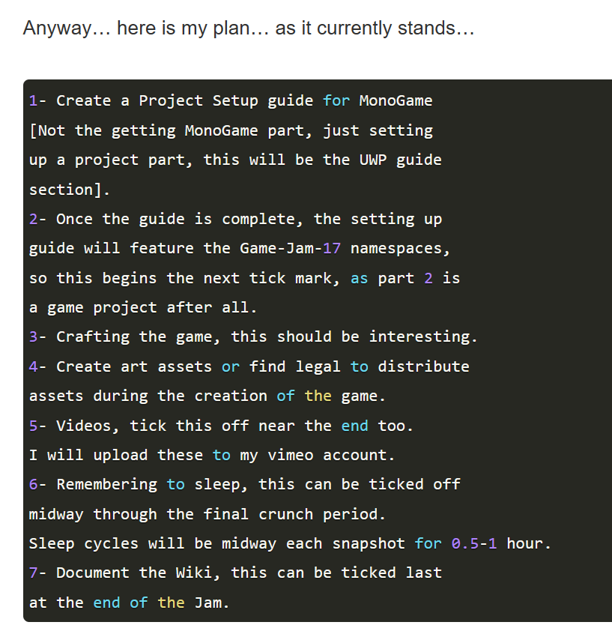 Anyway… here is my plan… as it currently stands…
1- Create a Project Setup guide for MonoGame
[Not the getting MonoGame part, just setting
up a project part, this will be the UWP guide
section].
2- Once the guide is complete, the setting up
guide will feature the Game-Jam-17 namespaces,
so this begins the next tick mark, as part 2 is
a game project after all.
3- Crafting the game, this should be interesting.
4- Create art assets or find legal to distribute
assets during the creation of the game.
5- Videos, tick this off near the end too.
I will upload these to my vimeo account.
6- Remembering to sleep, this can be ticked off
midway through the final crunch period.
Sleep cycles will be midway each snapshot for 0.5-1 hour.
7- Document the Wiki, this can be ticked last
at the end of the Jam.